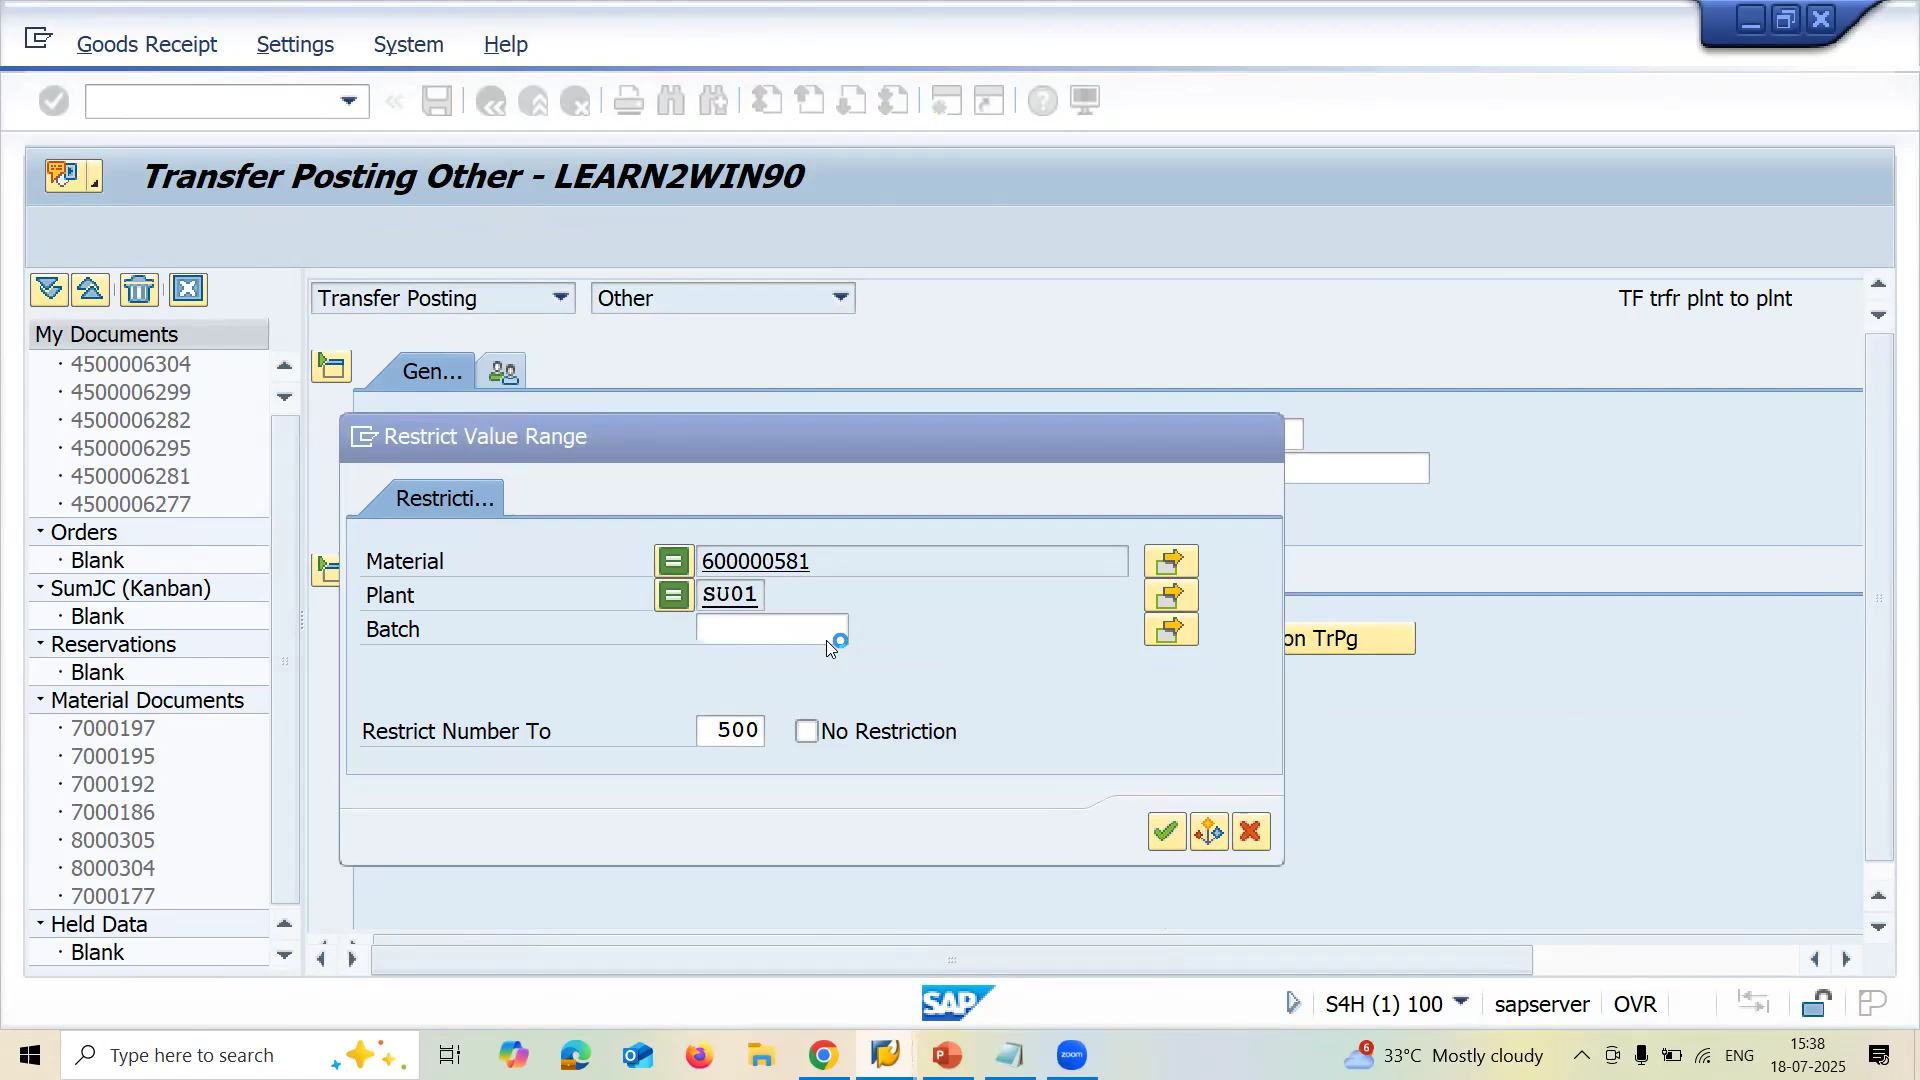 Goods Receipt Settings System Help
Transfer Posting Other - LEARN2WIN90
Transfer Posting Other TF trfr plnt to plnt
My Documents
4500006304
4500006299
4500006282
4500006295
4500006281
4500006277
Orders
Blank
SumJC (Kanban)
Blank
Reservations
Blank
Material Documents
7000197
7000195
7000192
7000186
8000305
8000304
7000177
Held Data
Blank
Gen...
Restrict Value Range
Restricti...
Material 600000581
Plant SU01
Batch
on TrPg
Restrict Number To 500 No Restriction
SAP S4H (1) 100 sapserver OVR
Type here to search
zoom
6
33°C Mostly cloudy
ENG
15:38
18-07-2025